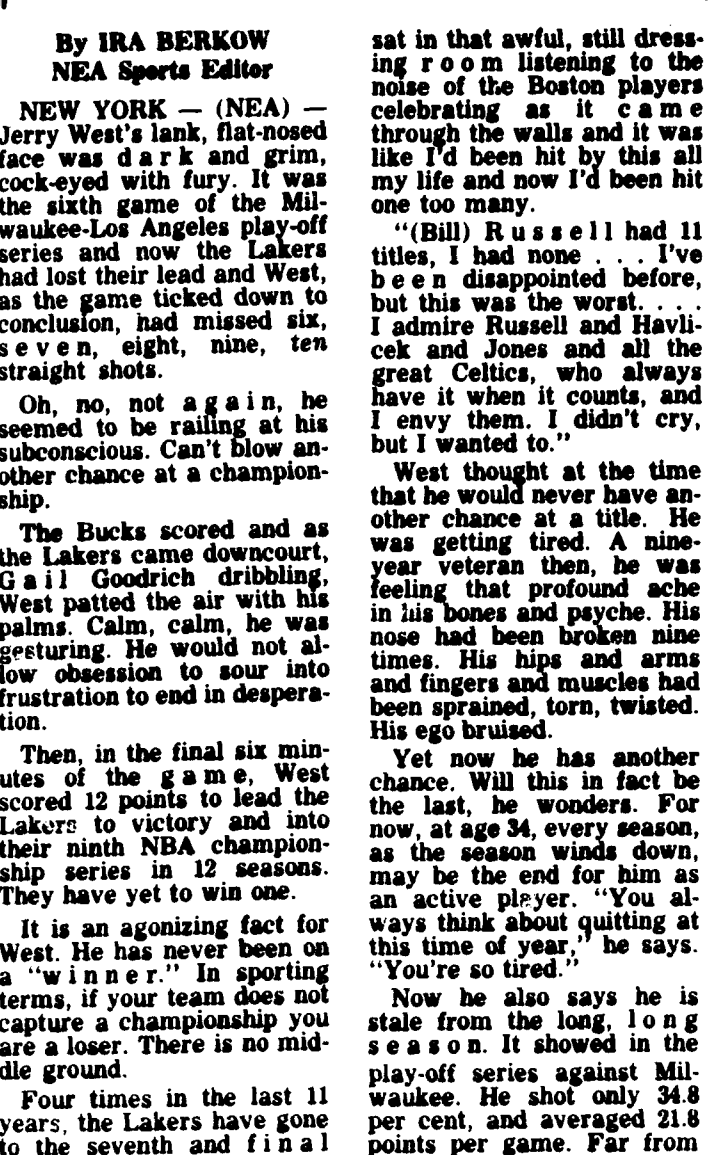 By IRA BERKOW
NEA Sports Editor
NEW YORK — (NEA) —
Jerry West's lank, flat-nosed
face was dark and grim,
cock-eyed with fury. It was
the sixth game of the Mil-
waukee-Los Angeles play-off
series and now the Lakers
had lost their lead and West,
as the game ticked down to
conclusion, had missed six,
seven, eight, nine, ten
straight shots.
Oh, no, not again, he
seemed to be railing at his
subconscious. Can't blow an-
other chance at a champion-
ship.
The Bucks scored and as
the Lakers came downcourt,
Gail Goodrich dribbling,
West patted the air with his
palms. Calm, calm, he was
gesturing. He would not al-
low obsession to sour into
frustration to end in despera-
tion.
Then, in the final six min-
utes of the game, West
scored 12 points to lead the
Lakers to victory and into
their ninth NBA champion-
ship series in 12 seasons.
They have yet to win one.
It is an agonizing fact for
West. He has never been on
a "winner." In sporting
terms, if your team does not
capture a championship you
are a loser. There is no mid-
dle ground.
Four times in the last 11
years, the Lakers have gone
to the seventh and final
sat in that awful, still dress-
ing room listening to the
noise of the Boston players
celebrating as it came
through the walls and it was
like I'd been hit by this all
my life and now I'd been hit
one too many.
"(Bill) Russell had 11
titles, I had none . . . I've
been disappointed before,
but this was the worst. . . .
I admire Russell and Havli-
cek and Jones and all the
great Celtics, who always
have it when it counts, and
I envy them. I didn't cry,
but I wanted to."
West thought at the time
that he would never have an-
other chance at a title. He
was getting tired. A nine-
year veteran then, he was
feeling that profound ache
in his bones and psyche. His
nose had been broken nine
times. His hips and arms
and fingers and muscles had
been sprained, torn, twisted.
His ego bruised.
Yet now he has another
chance. Will this in fact be
the last, he wonders. For
now, at age 34, every season,
as the season winds down,
may be the end for him as
an active player. "You al-
ways think about quitting at
this time of year," he says.
"You're so tired."
Now he also says he is
stale from the long, long
season. It showed in the
play-off series against Mil-
waukee. He shot only 34.8
per cent, and averaged 21.8
points per game. Far from